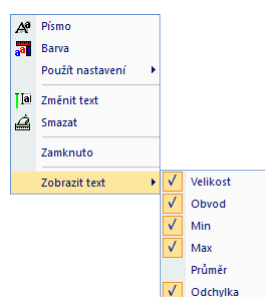 Písmo
Barva
Použít nastavení
Změnit text
Smazat
Zamknuto
Zobrazit text
Velikost
Obvod
Min
Max
Průměr
Odchylka